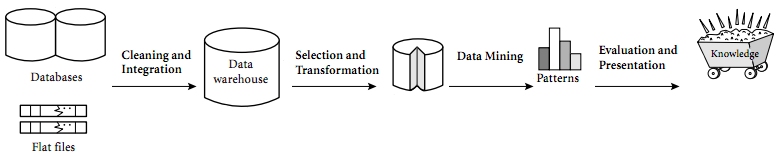 Databases
Flat files
Cleaning and
Integration
Data
warehouse
Selection and
Transformation
Data Mining
Patterns
Evaluation and
Presentation
Knowledge